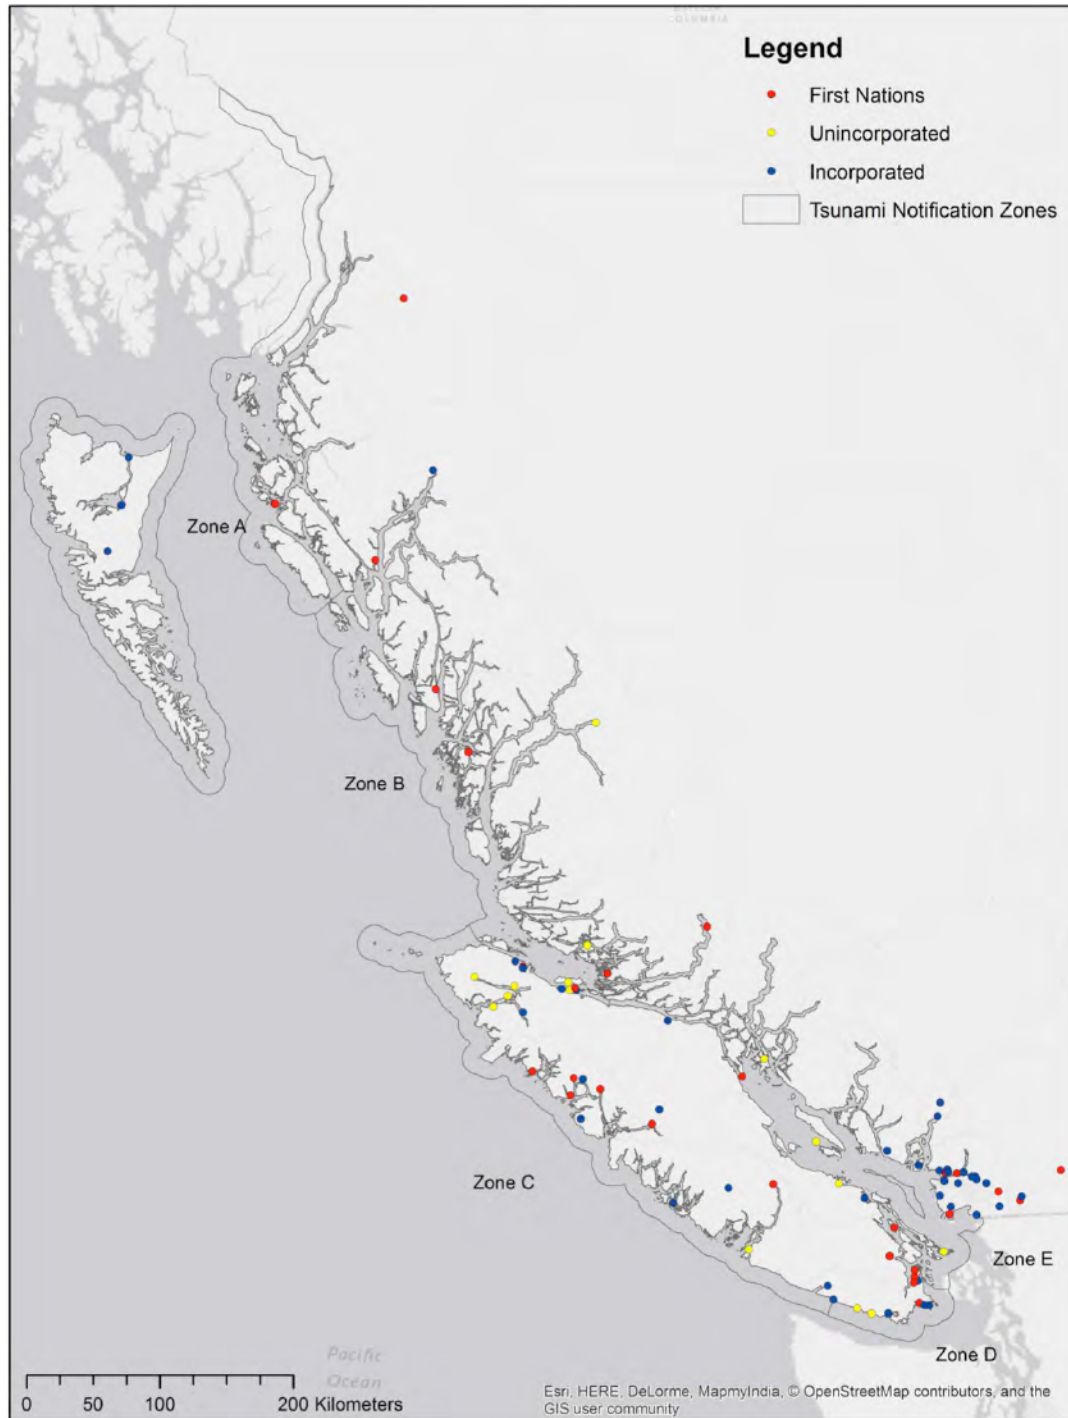 COLUMBIA
Legend
First Nations
Unincorporated
Incorporated
Tsunami Notification Zones
Zone A
Zone B
Zone C
Zone E
Zone D
Pacific
Ocean
0 50 100 200 Kilometers
Esri, HERE, DeLorme, MapmyIndia, © OpenStreetMap contributors, and the
GIS user community